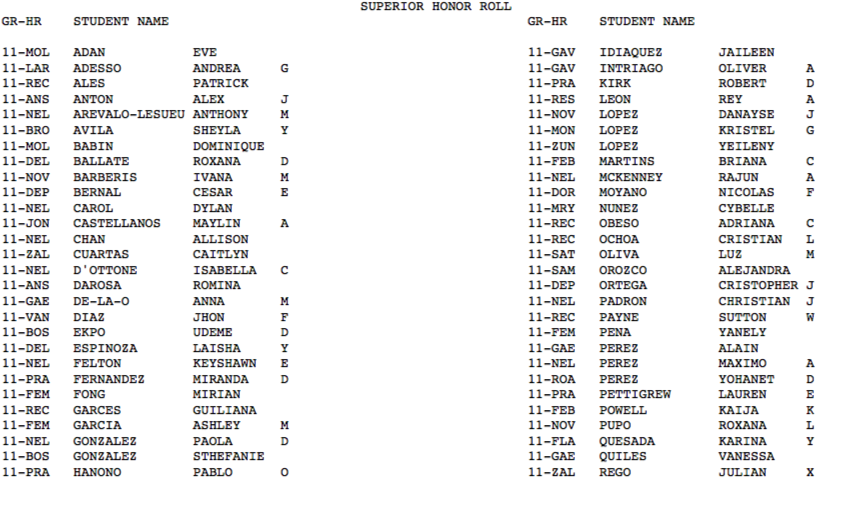 SUPERIOR HONOR ROLL
GR-HR STUDENT NAME GR-HR STUDENT NAME
11-MOL ADAN EVE 11-GAV IDIAQUEZ JAILEEN
11-LAR ADESSO ANDREA G 11-GAV INTRIAGO OLIVER A
11-REC ALES PATRICK 11-PRA KIRK ROBERT D
11-ANS ANTON ALEX J 11-RES LEON REY A
11-NEL AREVALO-LESUEU ANTHONY M 11-NOV LOPEZ DANAYSE J
11-BRO AVILA SHEYLA Y 11-MON LOPEZ KRISTEL G
11-MOL BABIN DOMINIQUE 11-ZUN LOPEZ YEILENY
11-DEL BALLATE ROXANA D 11-FEB MARTINS BRIANA C
11-NOV BARBERIS IVANA M 11-NEL MCKENNEY RAJUN A
11-DEP BERNAL CESAR E 11-DOR MOYANO NICOLAS F
11-NEL CAROL DYLAN 11-MRY NUNEZ CYBELLE
11-JON CASTELLANOS MAYLIN A 11-REC OBESO ADRIANA C
11-NEL CHAN ALLISON 11-REC OCHOA CRISTIAN L
11-ZAL CUARTAS CAITLYN 11-SAT OLIVA LUZ M
11-NEL D'OTTONE ISABELLA C 11-SAM OROZCO ALEJANDRA
11-ANS DAROSA ROMINA 11-DEP ORTEGA CRISTOPHER J
11-GAE DE-LA-O ANNA M 11-NEL PADRON CHRISTIAN J
11-VAN DIAZ JHON F 11-REC PAYNE SUTTON W
11-BOS EKPO UDEME D 11-FEM PENA YANELY
11-DEL ESPINOZA LAISHA Y 11-GAE PEREZ ALAIN
11-NEL FELTON KEYSHAWN E 11-NEL PEREZ MAXIMO A
11-PRA FERNANDEZ MIRANDA D 11-ROA PEREZ YOHANET D
11-FEM FONG MIRIAN 11-PRA PETTIGREW LAUREN E
11-REC GARCES GUILIANA 11-FEB POWELL KAIJA K
11-FEM GARCIA ASHLEY M 11-NOV PUPO ROXANA L
11-NEL GONZALEZ PAOLA D 11-FLA QUESADA KARINA Y
11-BOS GONZALEZ STHEFANIE 11-GAE QUILES VANESSA
11-PRA HANONO PABLO O 11-ZAL REGO JULIAN X